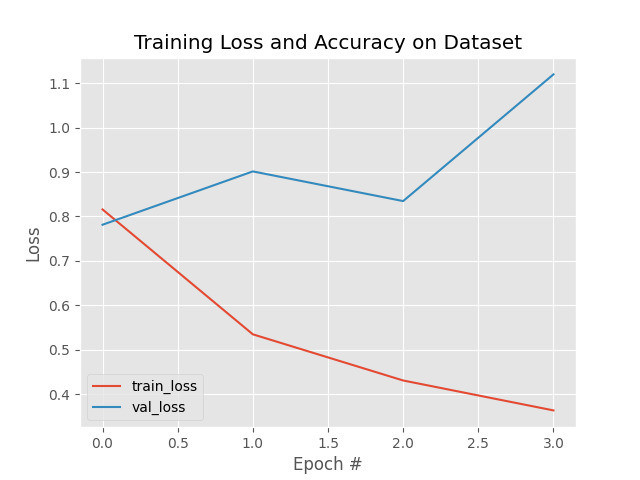 Training Loss and Accuracy on Dataset
1.1
1.0
0.9
0.8
0.7
0.6
0.5
0.4
Loss
train_loss
val_loss
0.0 0.5 1.0 1.5 2.0 2.5 3.0
Epoch #